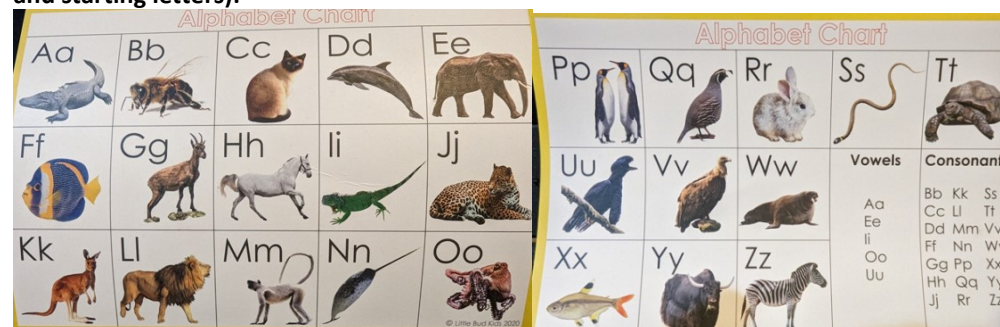 and starting letters).
Alphabet Chart
Aa Bb Cc Dd Ee
Ff Gg Hh Ii Jj
Kk Ll Mm Nn Oo
© Little Bud Kids 2020
Alphabet Chart
Pp Qq Rr Ss Tt
Uu Vv Ww
Vowels
Aa
Ee
Ii
Oo
Uu
Consonant
Bb Kk Ss
Cc Ll Tt
Dd Mm Vv
Ff Nn W
Gg Pp Xx
Hh Qq Yy
Jj Rr Zz
Xx Yy Zz